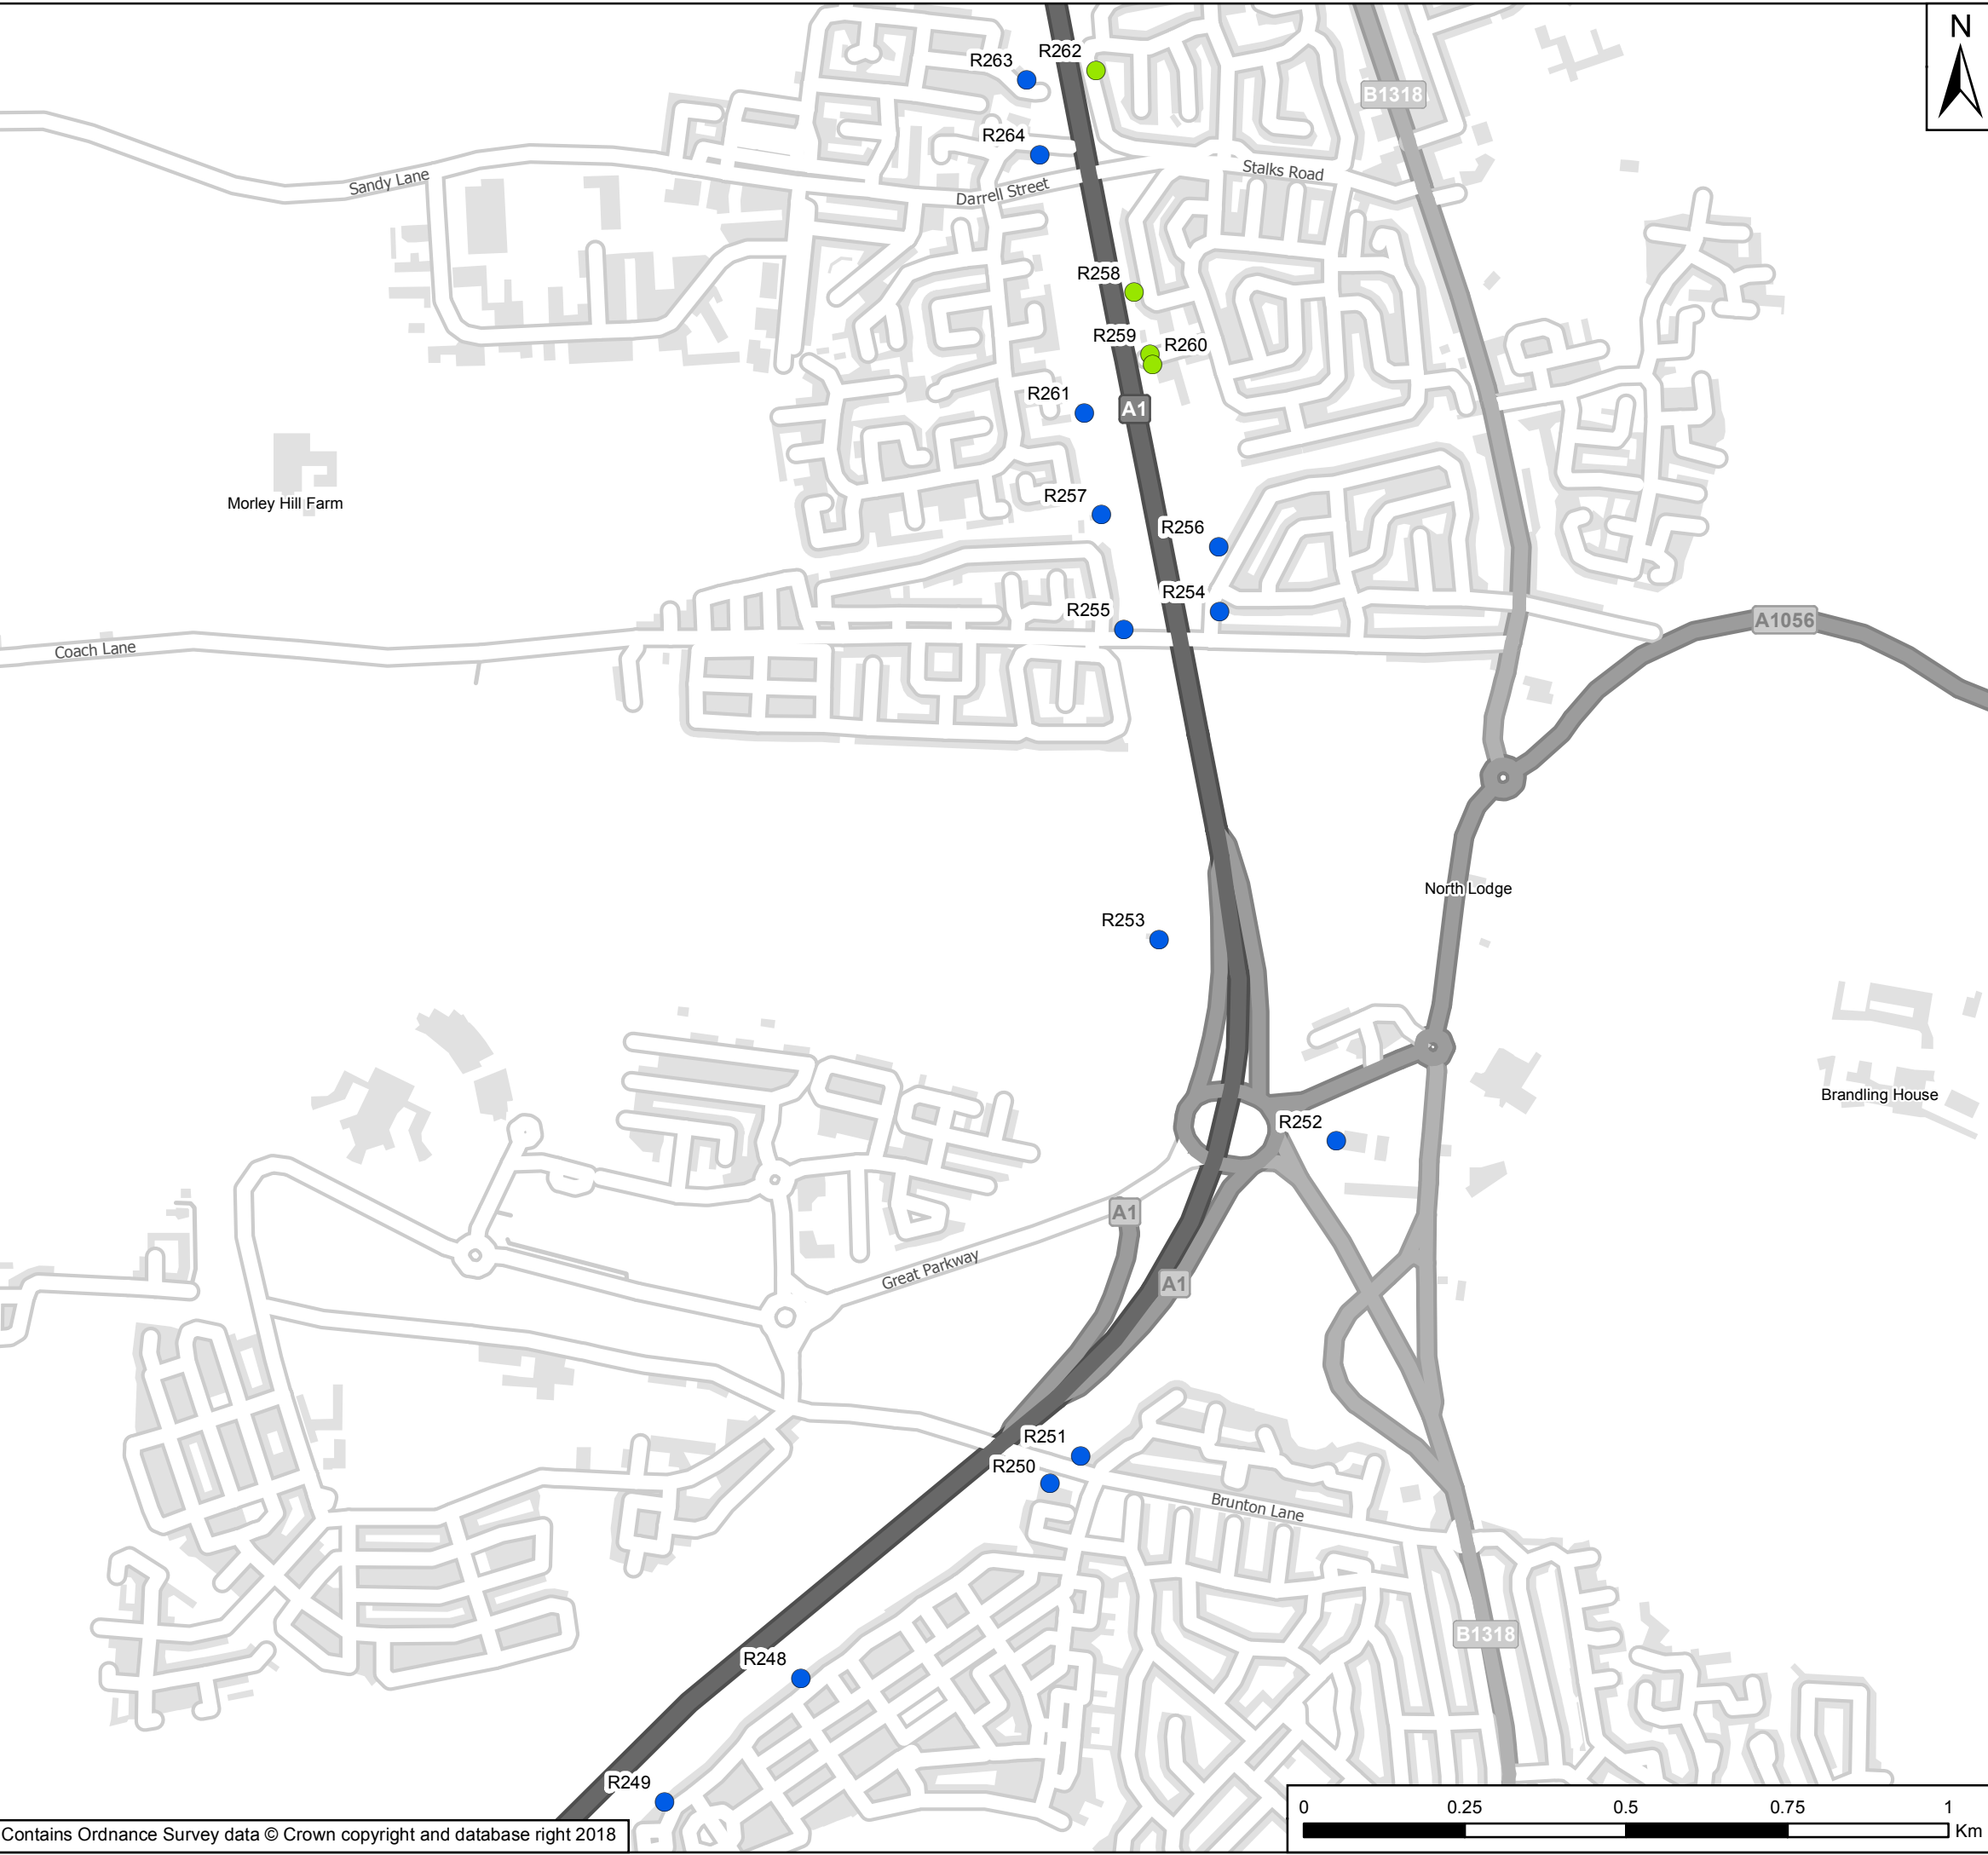 N
R262
R263
B1318
R264
Stalks Road
Sandy Lane
Darrell Street
R258
R259
R260
R261
A1
R257
Morley Hill Farm
R256
R254
R255
A1056
Coach Lane
North Lodge
R253
Brandling House
R252
A1
Great Parkway
A1
R251
R250
Brunton Lane
B1318
R248
R249
0 0.25 0.5 0.75 1
Km
Contains Ordnance Survey data © Crown copyright and database right 2018